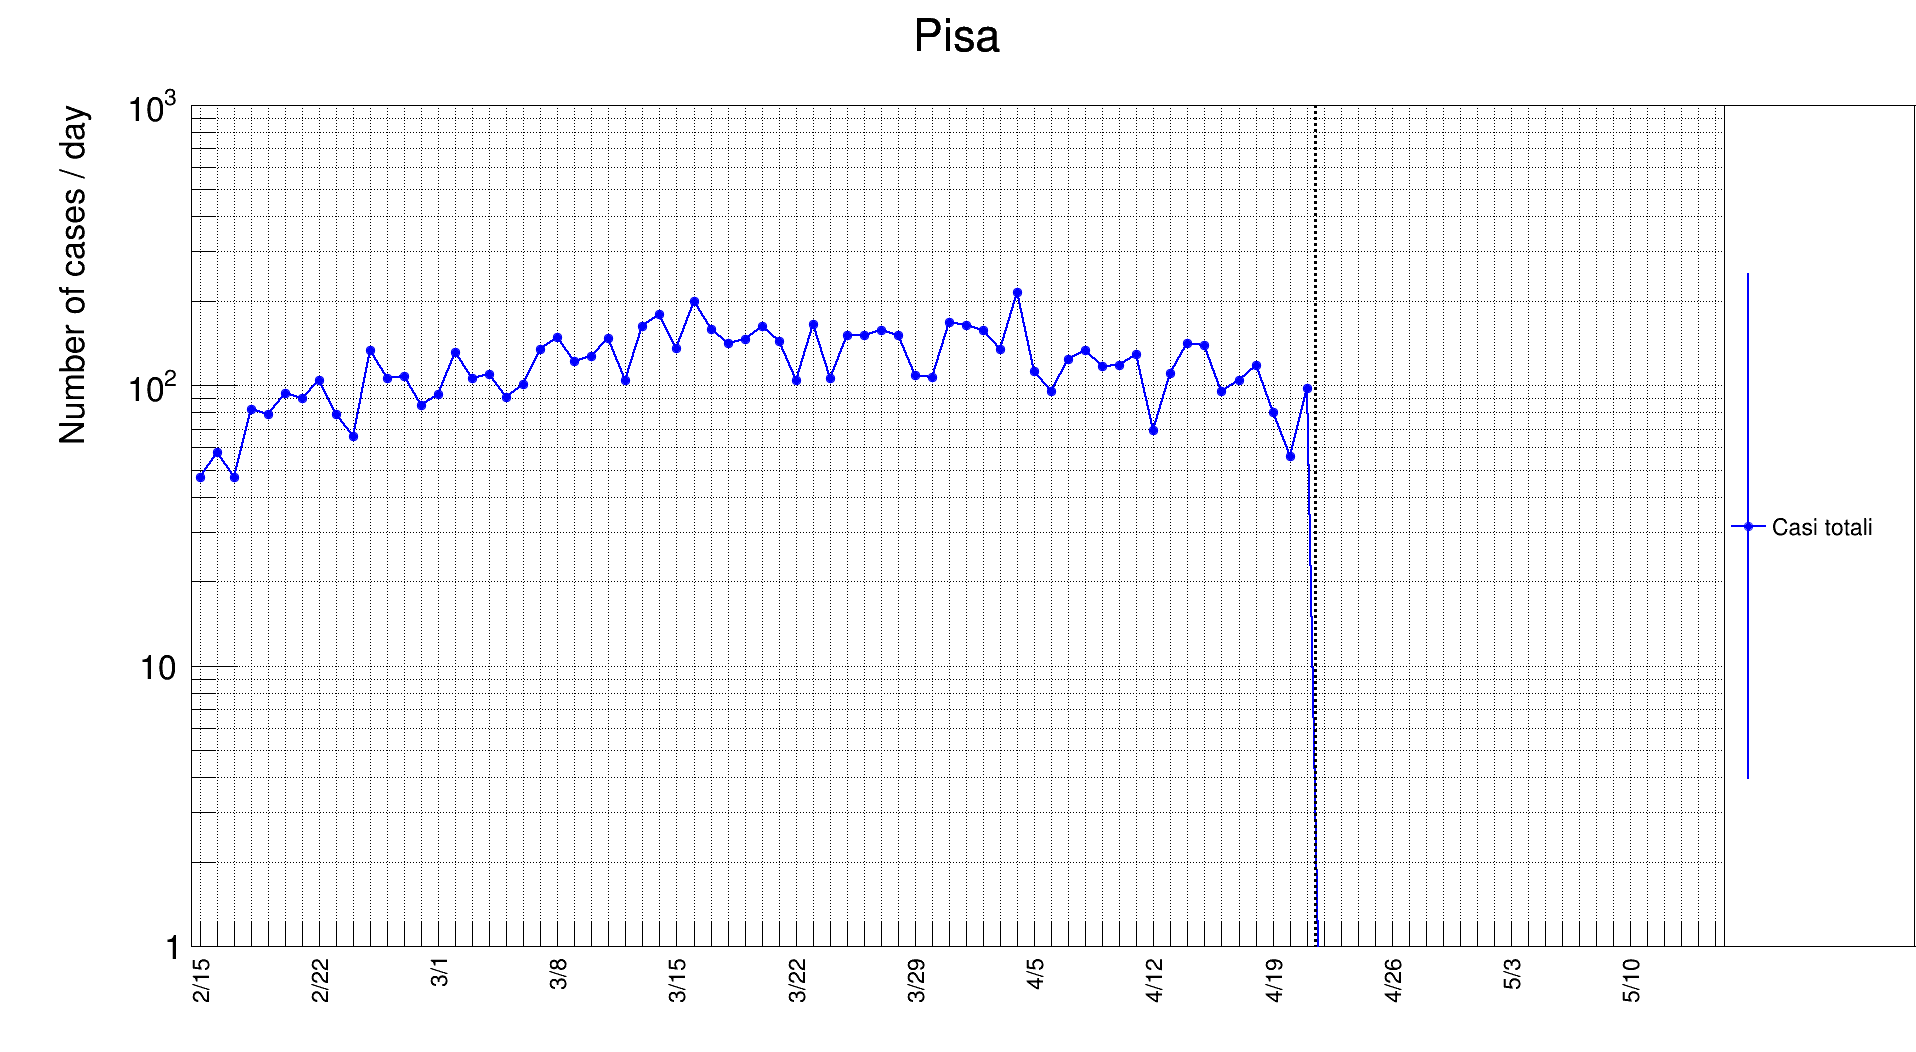 Pisa
Number of cases / day
10³
10²
10
1
2/15 2/22 3/1 3/8 3/15 3/22 3/29 4/5 4/12 4/19 4/26 5/3 5/10
Casi totali